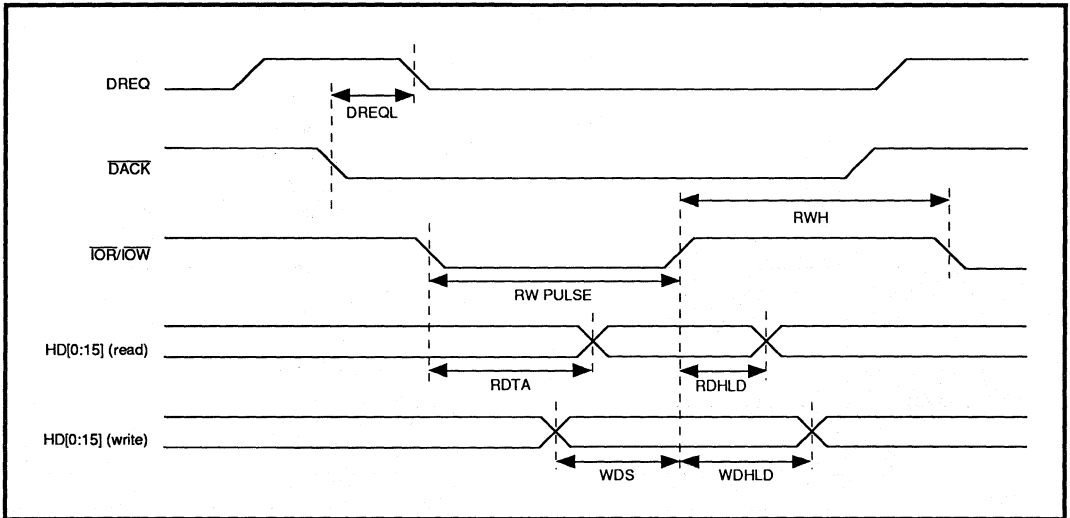 DREQ
DREQL
DACK
RWH
IOR/IOW
RW PULSE
HD[0:15] (read)
RDTA
RDHLD
HD[0:15] (write)
WDS
WDHLD